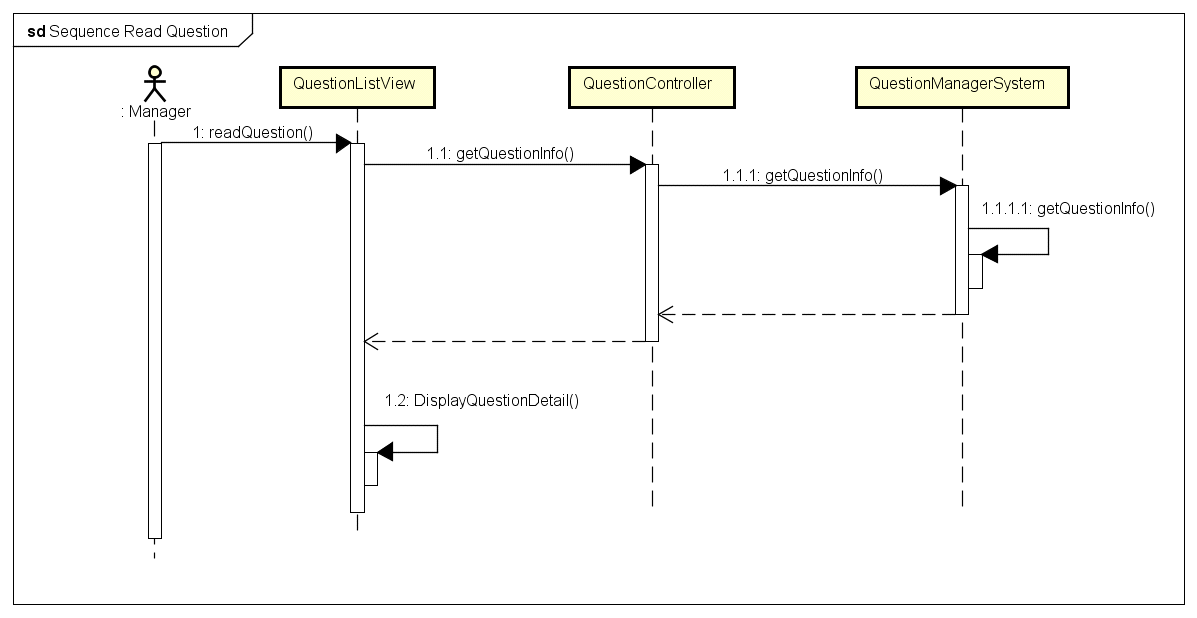 sd Sequence Read Question
: Manager
QuestionListView
QuestionController
QuestionManagerSystem
1: readQuestion()
1.1: getQuestionInfo()
1.1.1: getQuestionInfo()
1.1.1.1: getQuestionInfo()
1.2: DisplayQuestionDetail()